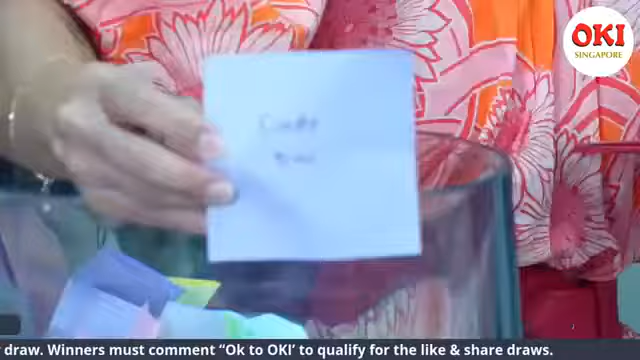 OKI
SINGAPORE
draw. Winners must comment “Ok to OKI’ to qualify for the like & share draws.